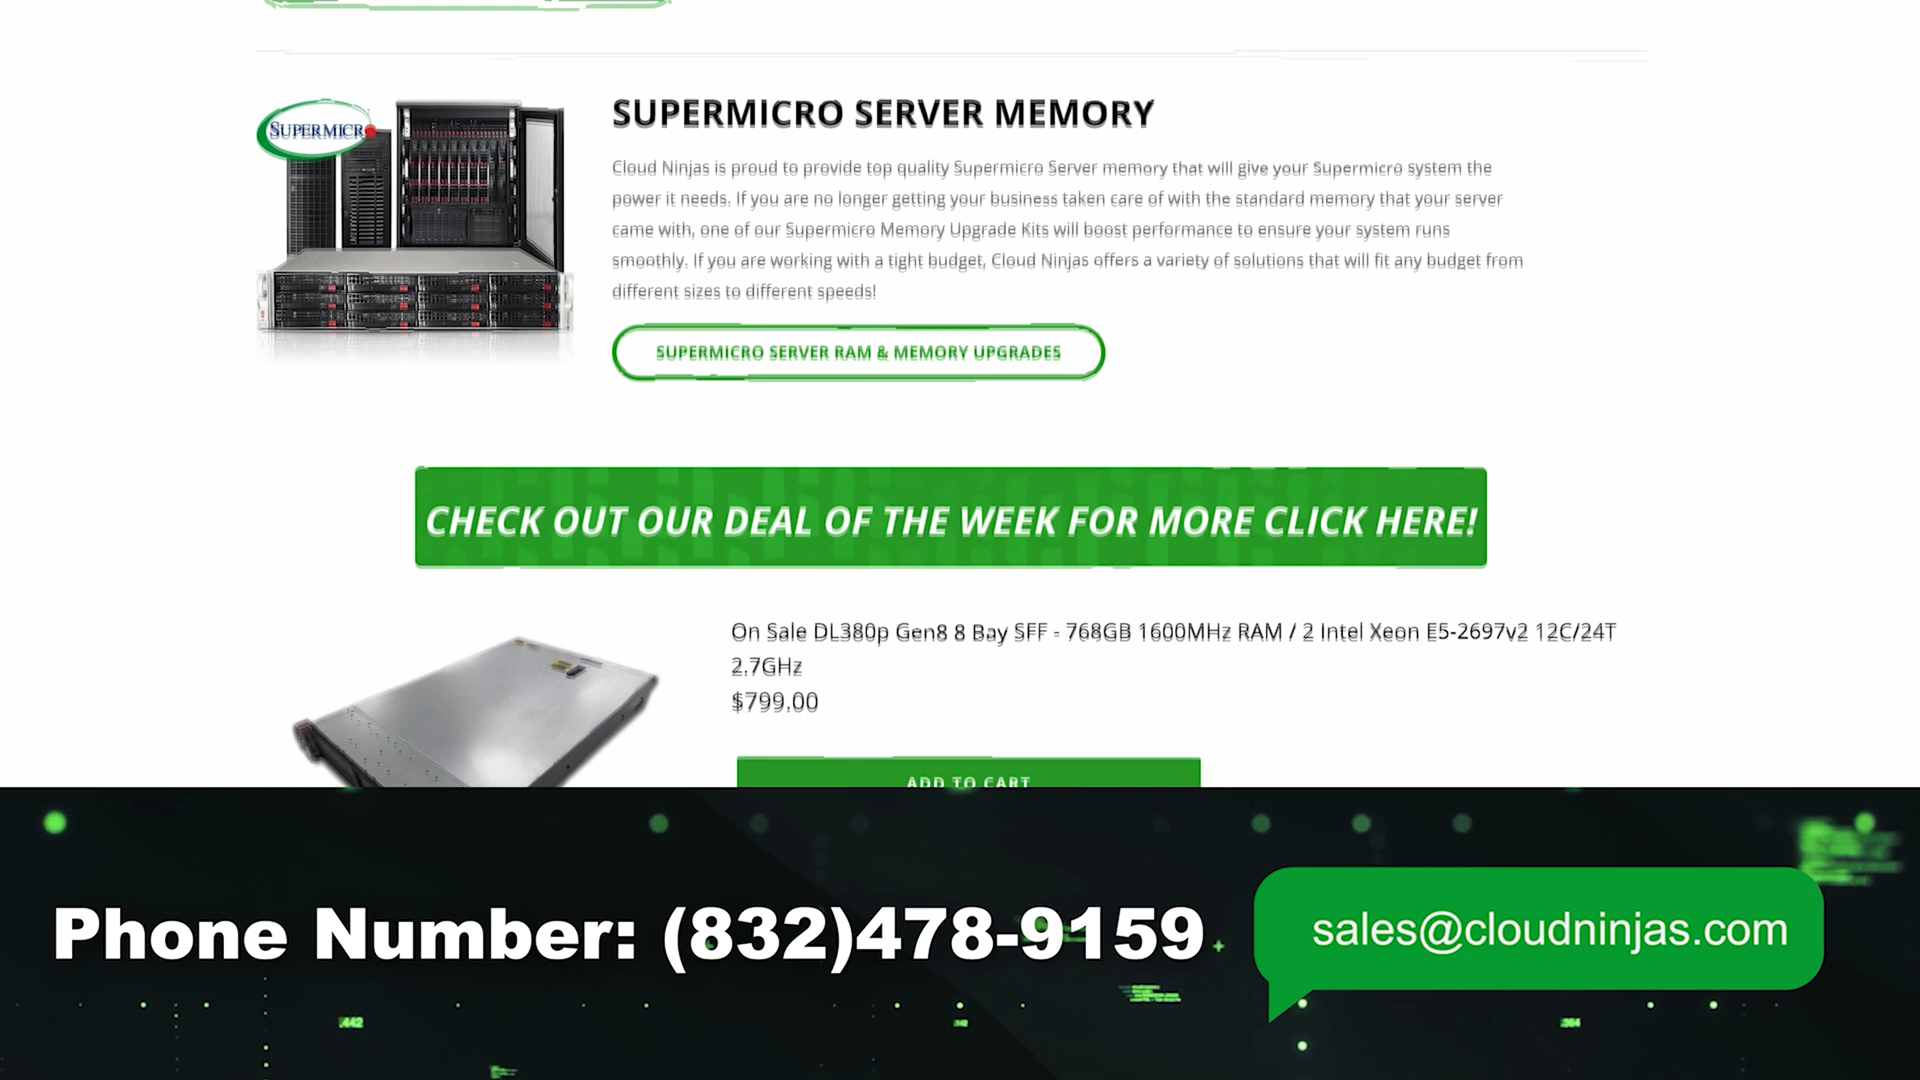 SUPERMICRO
SUPERMICRO SERVER MEMORY
Cloud Ninjas is proud to provide top quality Supermicro Server memory that will give your Supermicro system the
power it needs. If you are no longer getting your business taken care of with the standard memory that your server
came with, one of our Supermicro Memory Upgrade Kits will boost performance to ensure your system runs
smoothly. If you are working with a tight budget, Cloud Ninjas offers a variety of solutions that will fit any budget from
different sizes to different speeds!
SUPERMICRO SERVER RAM & MEMORY UPGRADES
CHECK OUT OUR DEAL OF THE WEEK FOR MORE CLICK HERE!
On Sale DL380p Gen8 8 Bay SFF - 768GB 1600MHz RAM / 2 Intel Xeon E5-2697v2 12C/24T
2.7GHz
$799.00
ADD TO CART
Phone Number: (832)478-9159
sales@cloudninjas.com
.442